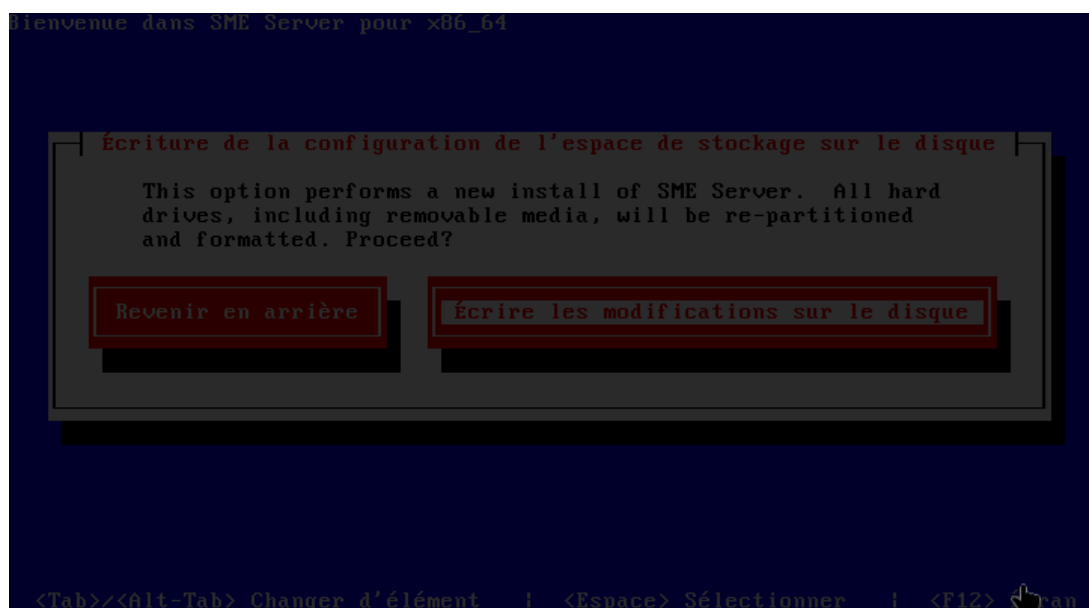 Bienvenue dans SME Server pour x86_64
Écriture de la configuration de l'espace de stockage sur le disque
This option performs a new install of SME Server. All hard
drives, including removable media, will be re-partitioned
and formatted. Proceed?
Revenir en arrière
Écrire les modifications sur le disque
<Tab>/<Alt-Tab> Changer d'élément | <Espace> Sélectionner | <F12>